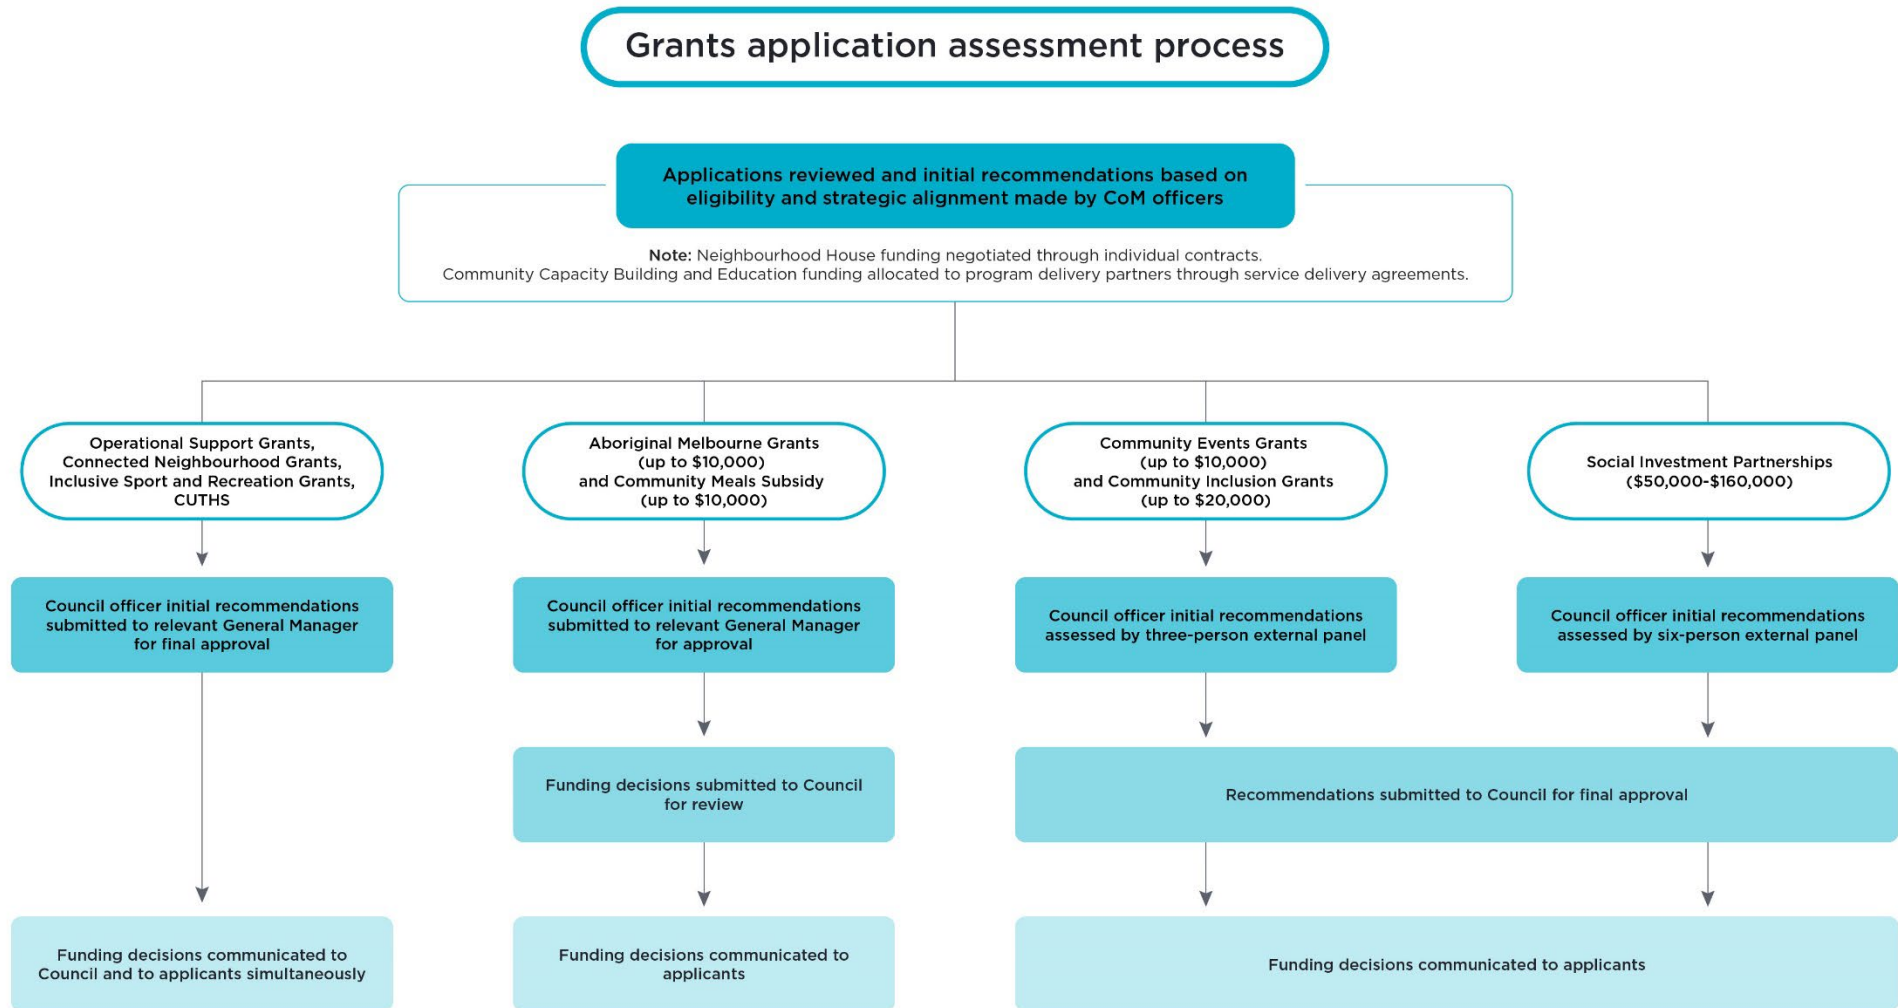 Grants application assessment process
Applications reviewed and initial recommendations based on
eligibility and strategic alignment made by CoM officers
Note: Neighbourhood House funding negotiated through individual contracts.
Community Capacity Building and Education funding allocated to program delivery partners through service delivery agreements.
Operational Support Grants,
Connected Neighbourhood Grants,
Inclusive Sport and Recreation Grants,
CUTHS
Aboriginal Melbourne Grants
(up to $10,000)
and Community Meals Subsidy
(up to $10,000)
Community Events Grants
(up to $10,000)
and Community Inclusion Grants
(up to $20,000)
Social Investment Partnerships
($50,000-$160,000)
Council officer initial recommendations
submitted to relevant General Manager
for final approval
Council officer initial recommendations
submitted to relevant General Manager
for approval
Council officer initial recommendations
assessed by three-person external panel
Council officer initial recommendations
assessed by six-person external panel
Funding decisions submitted to Council
for review
Recommendations submitted to Council for final approval
Funding decisions communicated to
Council and to applicants simultaneously
Funding decisions communicated to
applicants
Funding decisions communicated to applicants